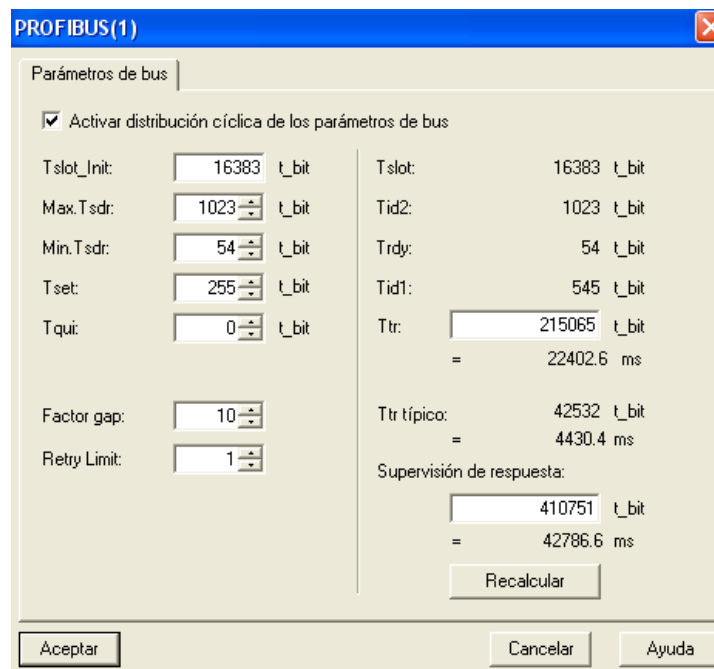 PROFIBUS(1)
Parámetros de bus
Activar distribución cíclica de los parámetros de bus
Tslot_Init: 16383 t_bit
Max.Tsdr: 1023 t_bit
Min.Tsdr: 54 t_bit
Tset: 255 t_bit
Tqui: 0 t_bit
Factor gap: 10
Retry Limit: 1
Tslot: 16383 t_bit
Tid2: 1023 t_bit
Trdy: 54 t_bit
Tid1: 545 t_bit
Ttr: 215065 t_bit
= 22402.6 ms
Ttr típico: 42532 t_bit
= 4430.4 ms
Supervisión de respuesta:
410751 t_bit
= 42786.6 ms
Recalcular
Aceptar Cancelar Ayuda